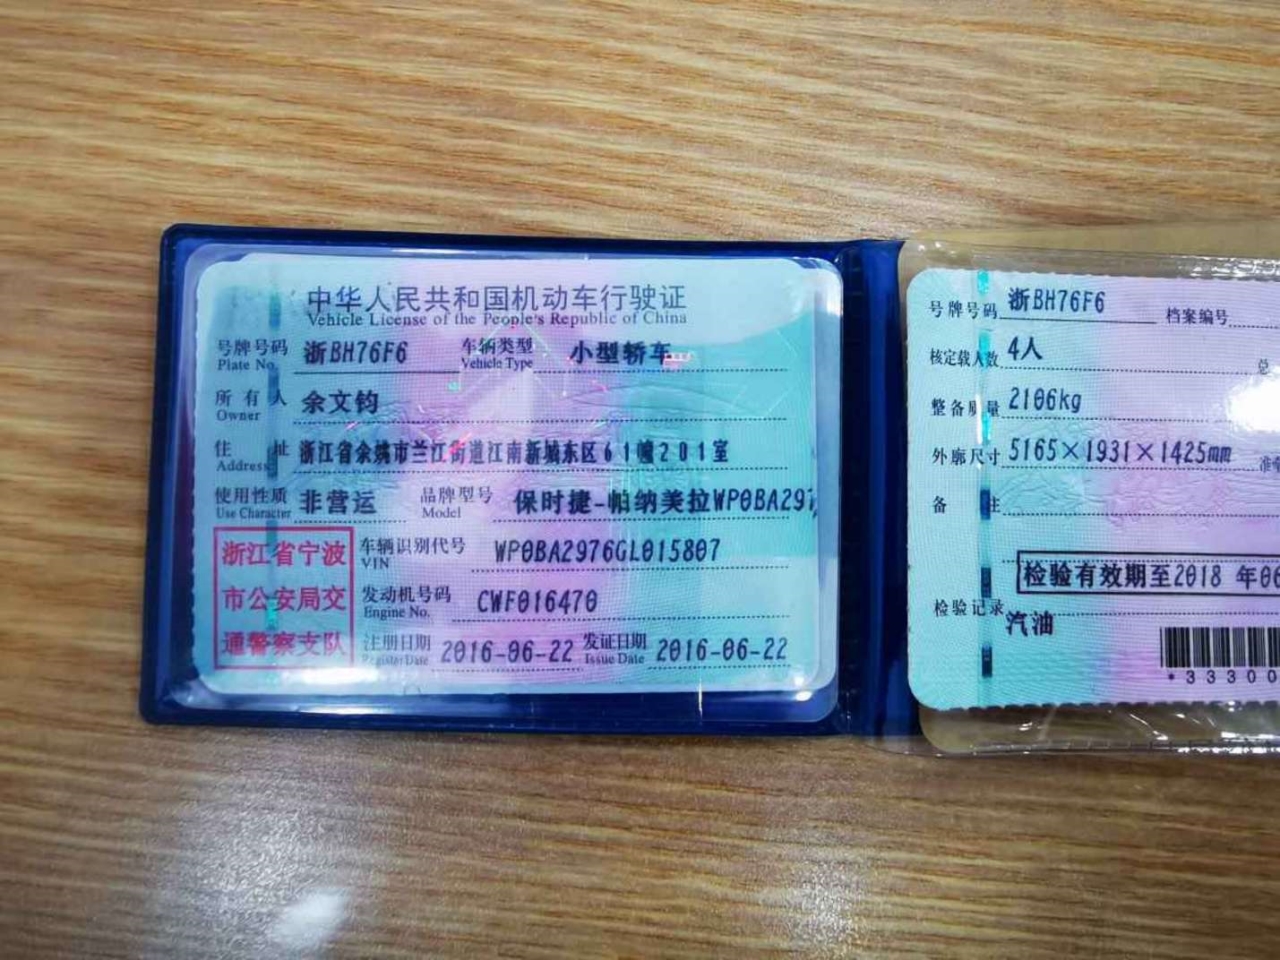 中华人民共和国机动车行驶证
Vehicle License of the People's Republic of China
号牌号码 浙BH76F6 车辆类型 小型轿车
Plate No. Vehicle Type
所有人 余文钧
Owner
住址 浙江省余姚市兰江街道江南新城东区61幢201室
Address
使用性质 非营运 品牌型号 保时捷-帕纳美拉WP0BA297
Use Character Model
浙江省宁波
市公安局交
通警察支队
车辆识别代号 WP0BA2976GL015807
VIN
发动机号码 CWF016470
Engine No.
注册日期 2016-06-22 发证日期 2016-06-22
Register Date Issue Date
号牌号码 浙BH76F6 档案编号
核定载人数 4人 总
整备质量 2106kg
外廓尺寸 5165×1931×1425mm 准
备注
检验有效期至2018 年06
检验记录
汽油
*33300